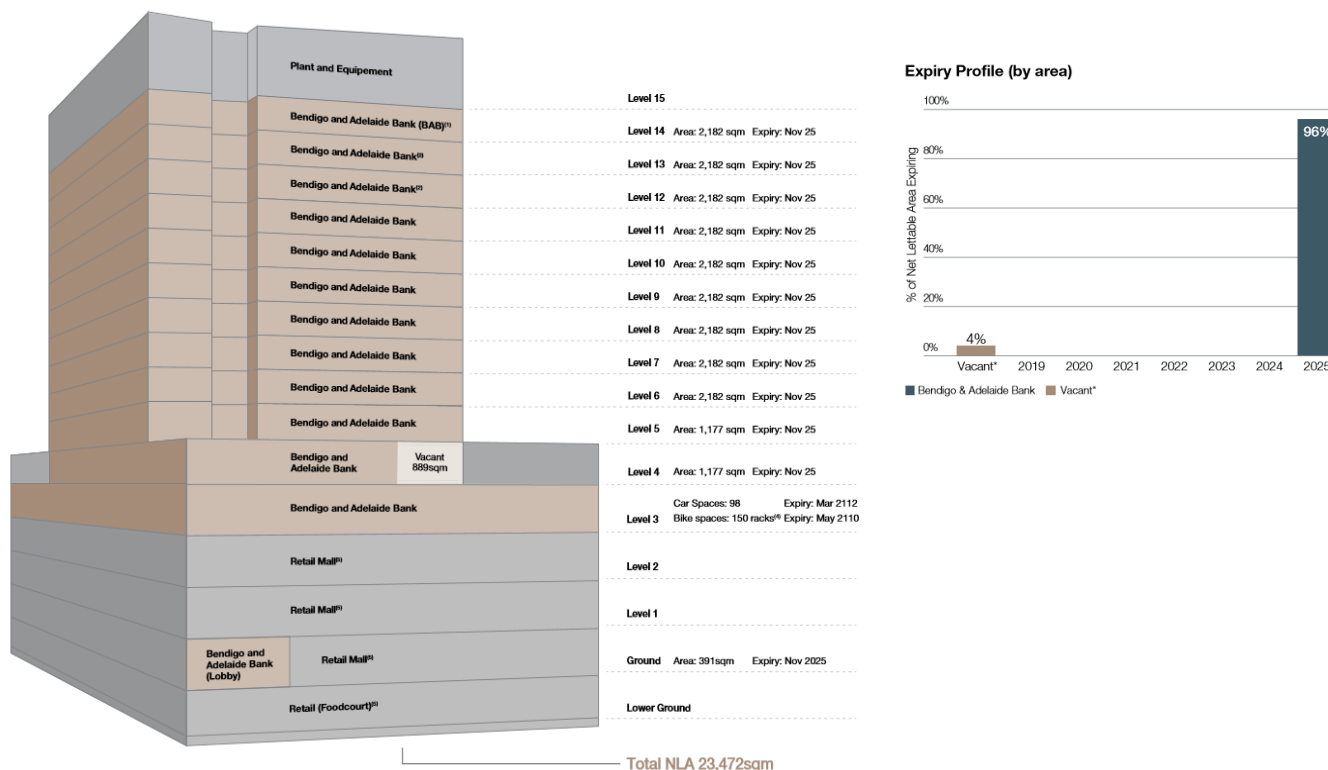 Plant and Equipement
Level 15
Bendigo and Adelaide Bank (BAB)⁽¹⁾
Level 14 Area: 2,182 sqm Expiry: Nov 25
Bendigo and Adelaide Bank⁽²⁾
Level 13 Area: 2,182 sqm Expiry: Nov 25
Bendigo and Adelaide Bank⁽²⁾
Level 12 Area: 2,182 sqm Expiry: Nov 25
Bendigo and Adelaide Bank
Level 11 Area: 2,182 sqm Expiry: Nov 25
Bendigo and Adelaide Bank
Level 10 Area: 2,182 sqm Expiry: Nov 25
Bendigo and Adelaide Bank
Level 9 Area: 2,182 sqm Expiry: Nov 25
Bendigo and Adelaide Bank
Level 8 Area: 2,182 sqm Expiry: Nov 25
Bendigo and Adelaide Bank
Level 7 Area: 2,182 sqm Expiry: Nov 25
Bendigo and Adelaide Bank
Level 6 Area: 2,182 sqm Expiry: Nov 25
Bendigo and Adelaide Bank
Level 5 Area: 1,177 sqm Expiry: Nov 25
Bendigo and
Adelaide Bank
Vacant
889sqm
Level 4 Area: 1,177 sqm Expiry: Nov 25
Bendigo and Adelaide Bank
Car Spaces: 98 Expiry: Mar 2112
Level 3 Bike spaces: 150 racks⁽⁴⁾ Expiry: May 2110
Retail Mall⁽⁵⁾
Level 2
Retail Mall⁽⁵⁾
Level 1
Bendigo and
Adelaide Bank
(Lobby)
Retail Mall⁽⁵⁾
Ground Area: 391sqm Expiry: Nov 2025
Retail (Foodcourt)⁽⁵⁾
Lower Ground
Total NLA 23,472sqm
Expiry Profile (by area)
% of Net Lettable Area Expiring
100%
80%
60%
40%
20%
0%
4%
96%
Vacant* 2019 2020 2021 2022 2023 2024 2025
Bendigo & Adelaide Bank Vacant*